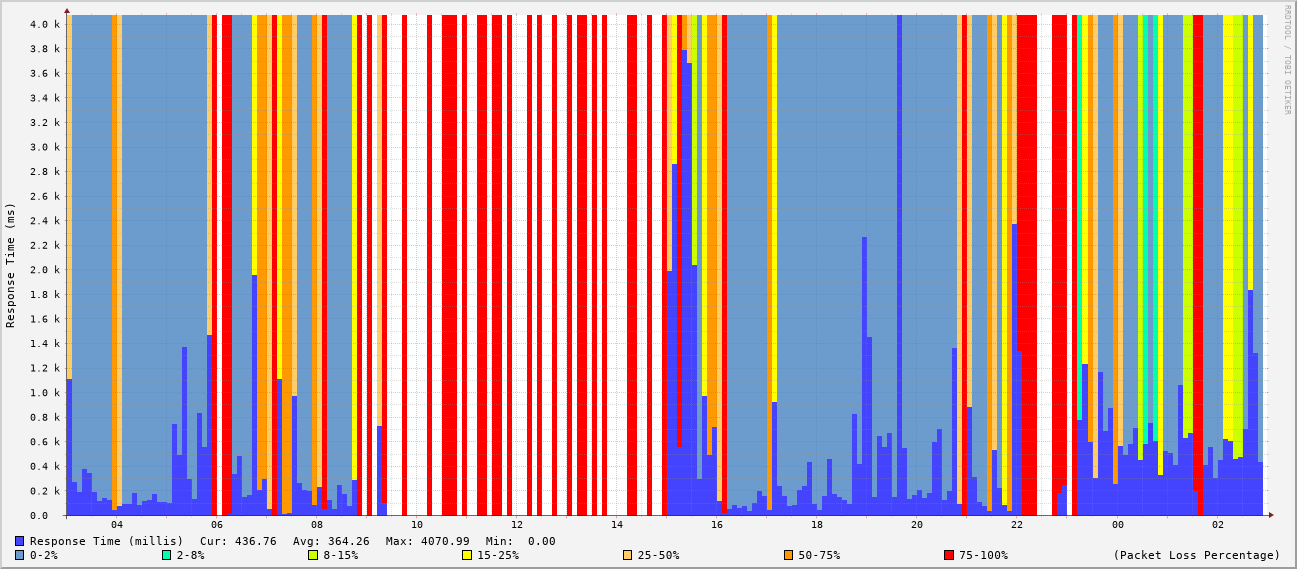 4.0 k
3.8 k
3.6 k
3.4 k
3.2 k
3.0 k
2.8 k
2.6 k
2.4 k
2.2 k
2.0 k
1.8 k
1.6 k
1.4 k
1.2 k
1.0 k
0.8 k
0.6 k
0.4 k
0.2 k
0.0
Response Time (ms)
RRDTOOL / TOBI OETIKER
04 06 08 10 12 14 16 18 20 22 00 02
Response Time (millis) Cur: 436.76 Avg: 364.26 Max: 4070.99 Min: 0.00
0-2% 2-8% 8-15% 15-25% 25-50% 50-75% 75-100% (Packet Loss Percentage)